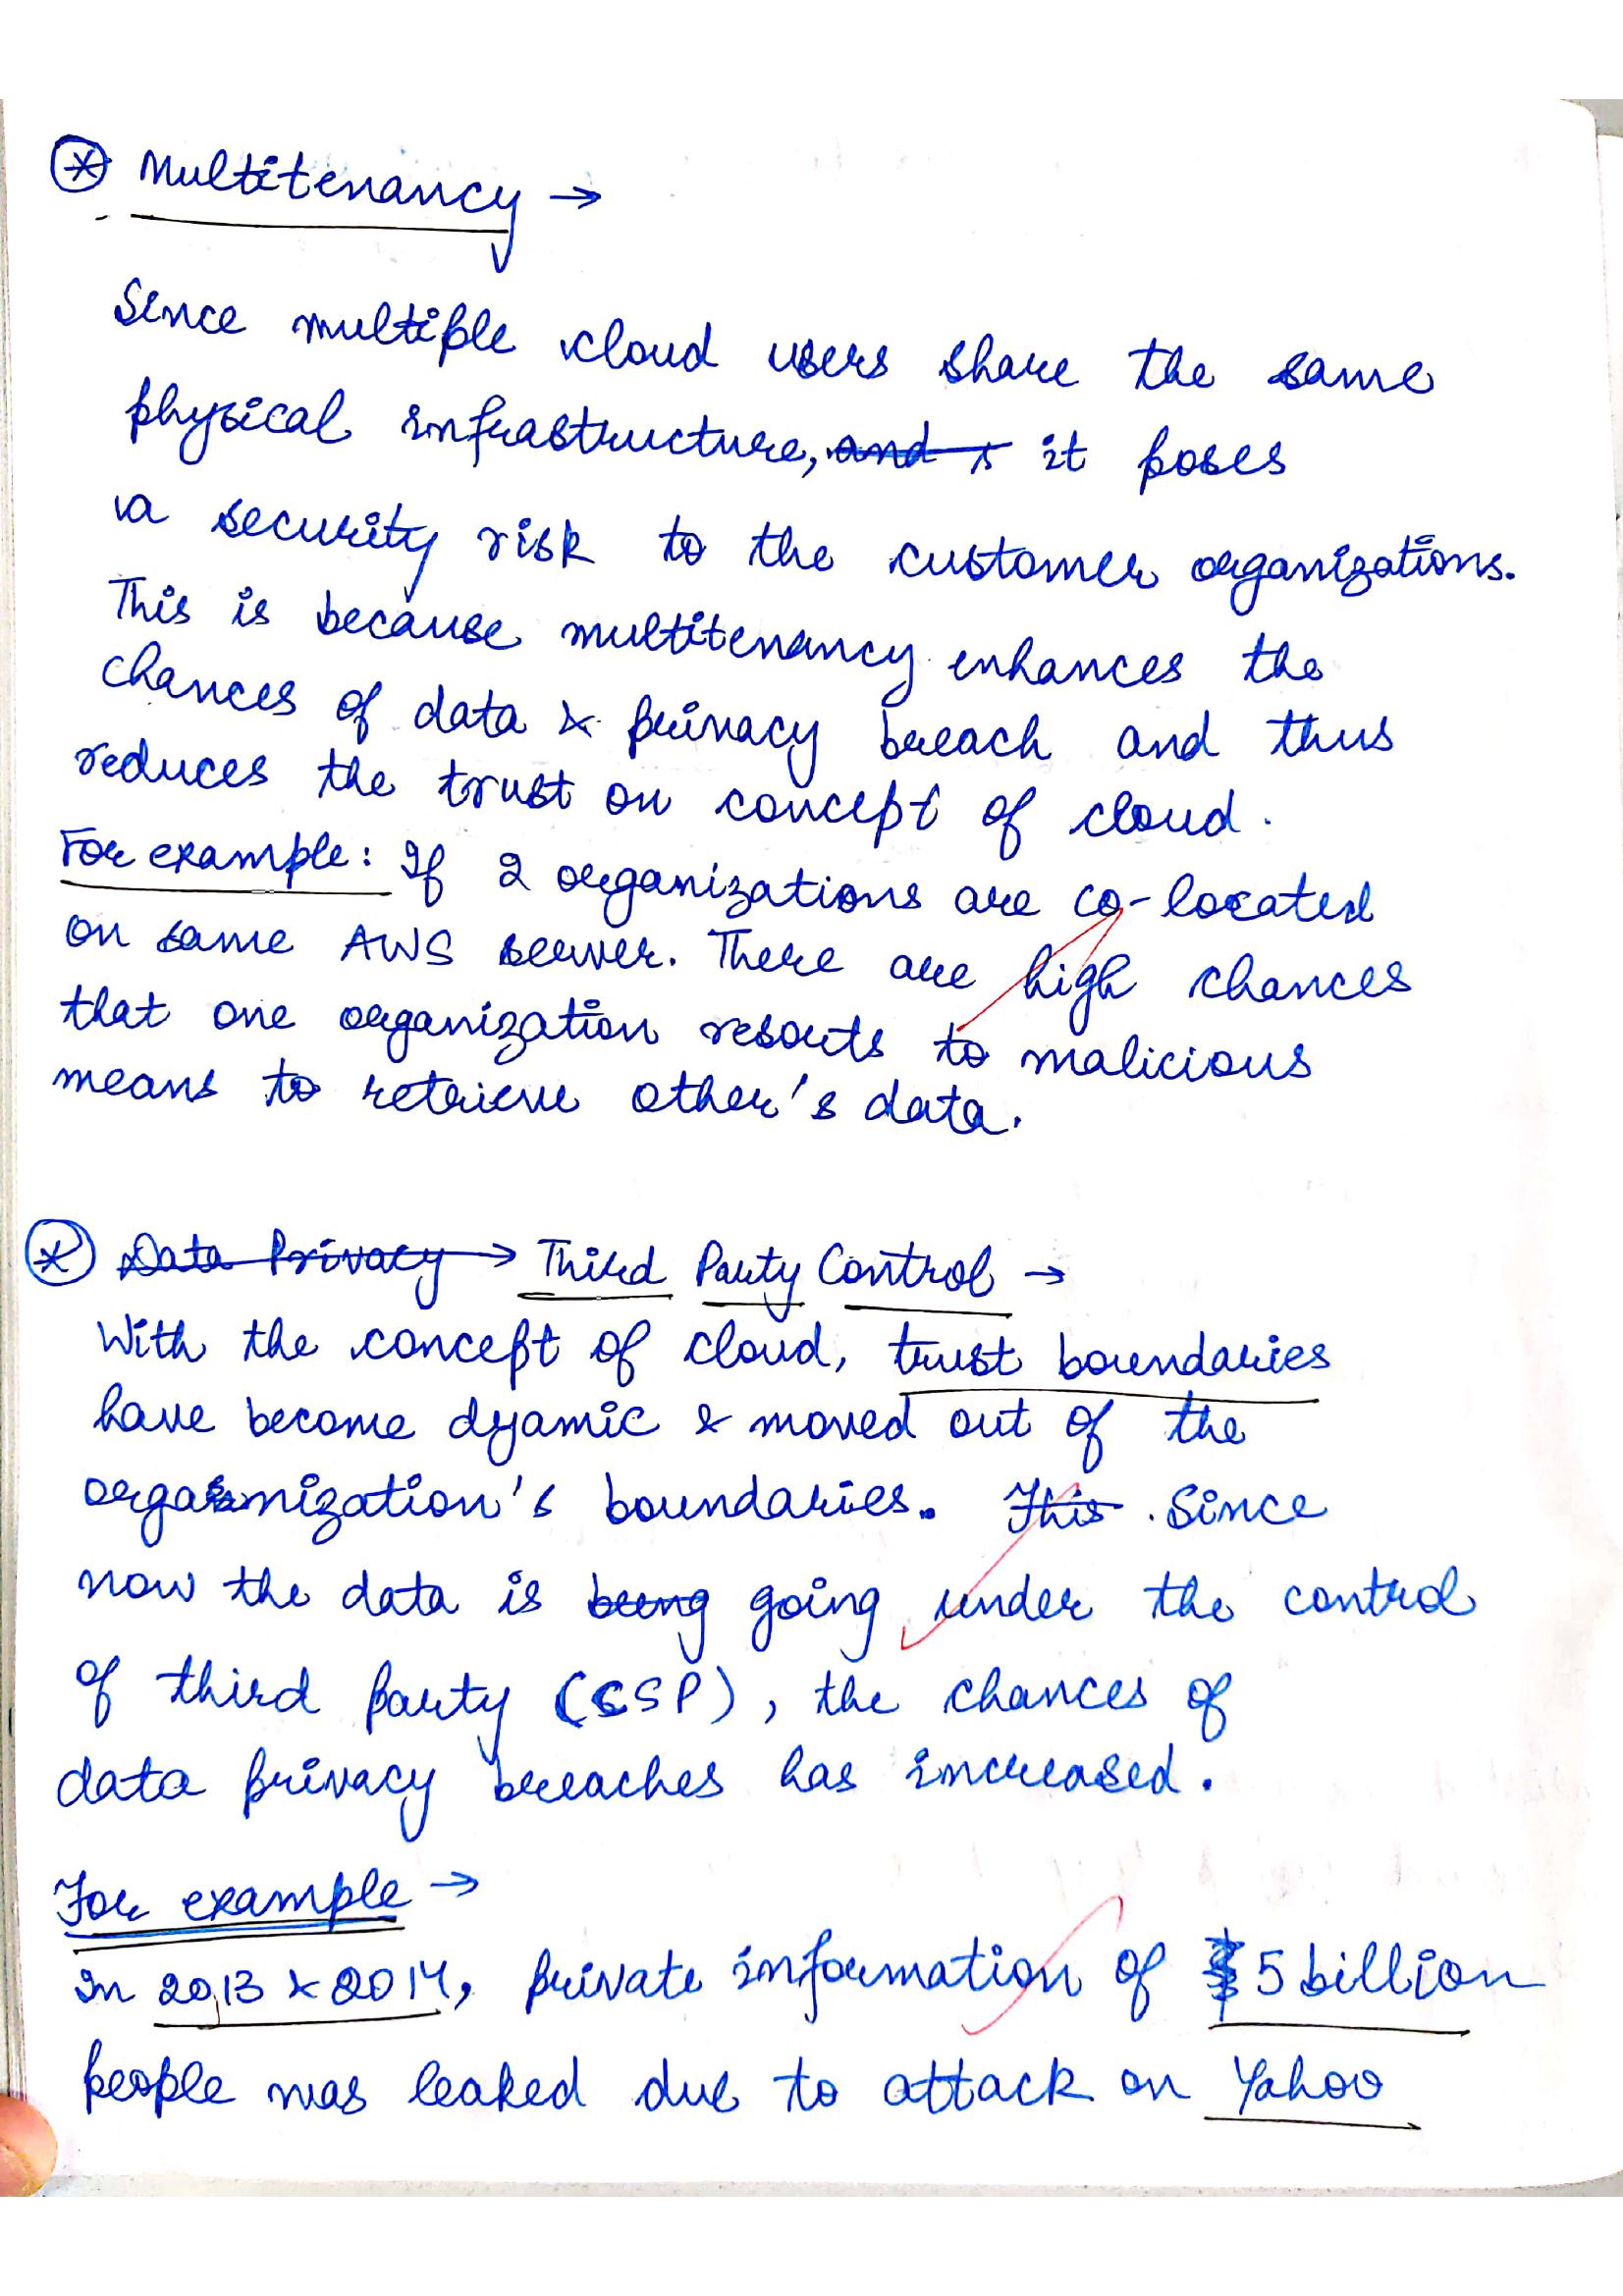 ⊛ Multitenancy →
Since multiple cloud users share the same
physical infrastructure, ~~and~~ it poses
a security risk to the customer organizations.
This is because multitenancy enhances the
chances of data & privacy breach and thus
reduces the trust on concept of cloud.
For example: If 2 organizations are co-located
on same AWS server. There are high chances
that one organization resorts to malicious
means to retrieve other's data.
⊛ ~~Data Privacy~~ → Third Party Control →
With the concept of cloud, trust boundaries
have become dyamic & moved out of the
organization's boundaries. ~~This~~ . Since
now the data is ~~being~~ going under the control
of third party (CSP), the chances of
data privacy breaches has increased.
For example →
In 2013 & 2014, private information of 5 billion
people was leaked due to attack on Yahoo